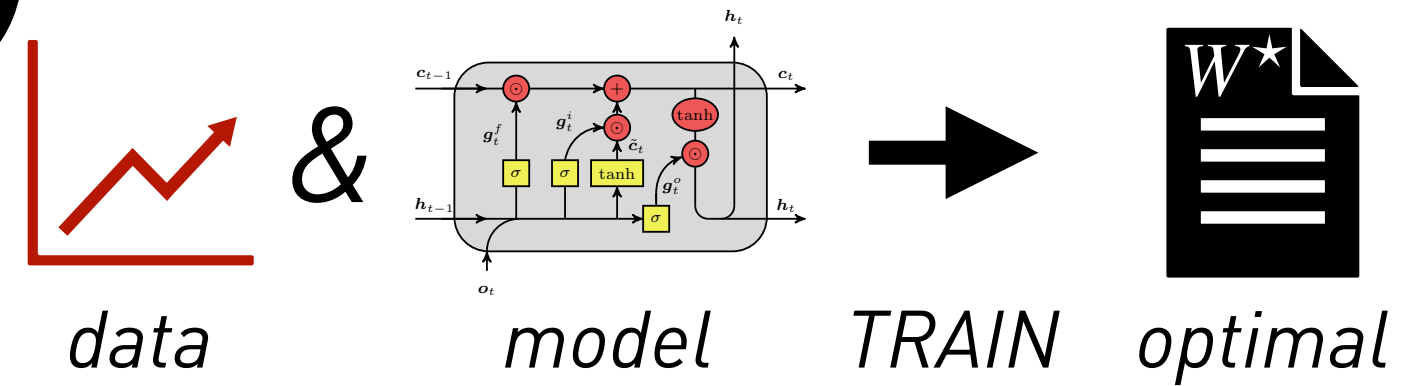 h_t
c_{t-1}
⊙
+
c_t
tanh
g_t^f
g_t^i
⊙
c̃_t
⊙
σ
σ
tanh
g_t^o
h_{t-1}
σ
h_t
o_t
&
W★
data
model
TRAIN
optimal